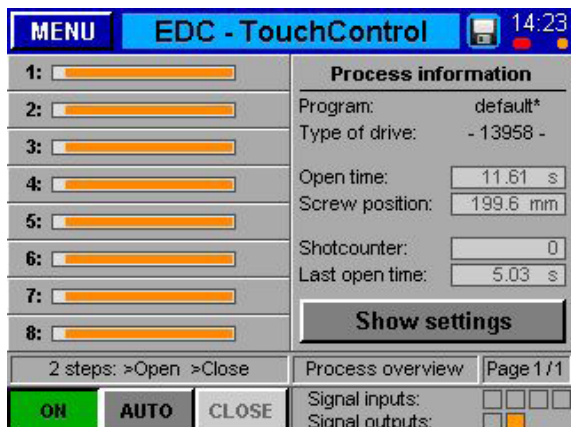 MENU
EDC - TouchControl
14:23
1:
2:
3:
4:
5:
6:
7:
8:
Process information
Program: default*
Type of drive: - 13958 -
Open time: 11.61 s
Screw position: 199.6 mm
Shotcounter: 0
Last open time: 5.03 s
Show settings
2 steps: >Open >Close
Process overview
Page 1/1
ON
AUTO
CLOSE
Signal inputs:
Signal outputs: